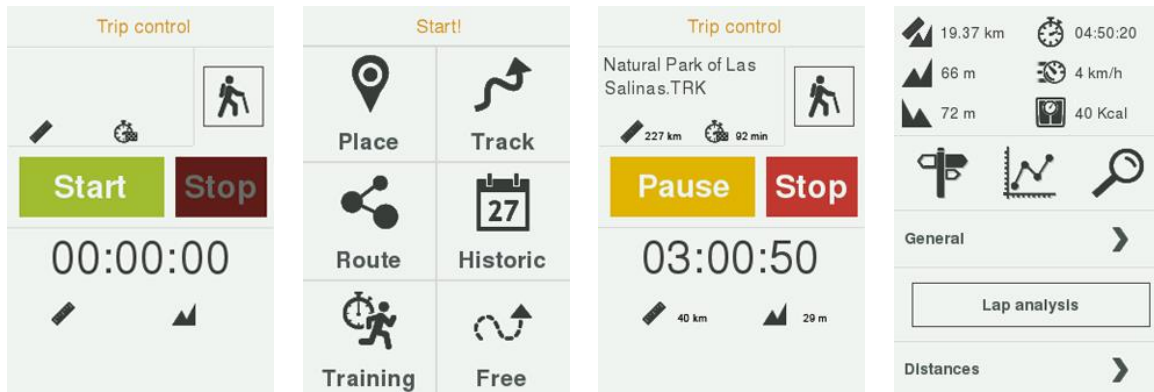 Trip control
Start Stop
00:00:00
Start!
Place Track
27
Route Historic
Training Free
Trip control
Natural Park of Las
Salinas.TRK
227 km 92 min
Pause Stop
03:00:50
40 km 29 m
19.37 km 04:50:20
66 m 4 km/h
72 m 40 Kcal
General
Lap analysis
Distances